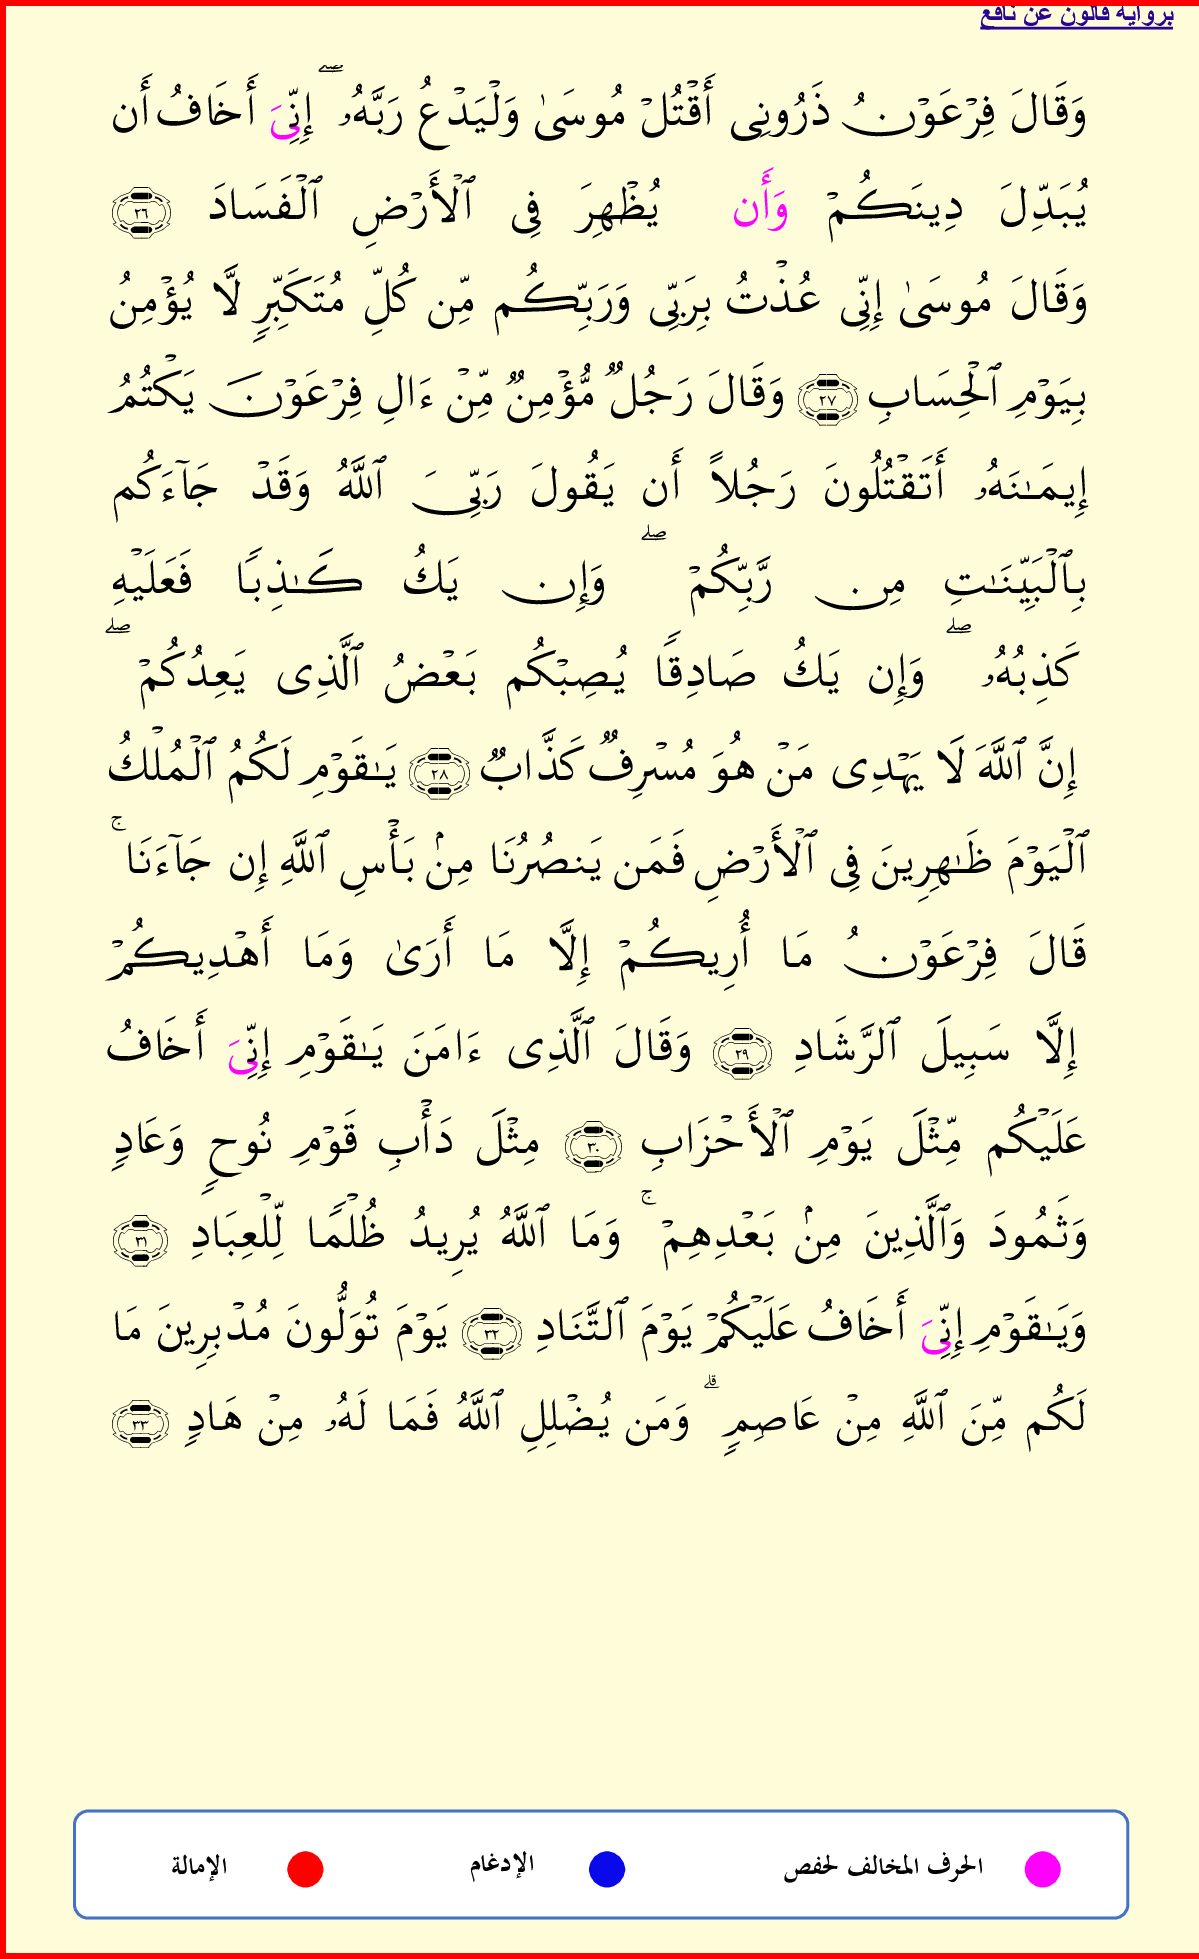 برواية قالون عن نافع
وَقَالَ فِرْعَوْنُ ذَرُونِى أَقْتُلْ مُوسَىٰ وَلْيَدْعُ رَبَّهُۥٓ ۖ إِنِّىَ أَخَافُ أَن
يُبَدِّلَ دِينَكُمْ وَأَن يُظْهِرَ فِى ٱلْأَرْضِ ٱلْفَسَادَ ٢٦
وَقَالَ مُوسَىٰ إِنِّى عُذْتُ بِرَبِّى وَرَبِّكُم مِّن كُلِّ مُتَكَبِّرٍ لَّا يُؤْمِنُ
بِيَوْمِ ٱلْحِسَابِ ٢٧ وَقَالَ رَجُلٌ مُّؤْمِنٌ مِّنْ ءَالِ فِرْعَوْنَ يَكْتُمُ
إِيمَـٰنَهُۥ أَتَقْتُلُونَ رَجُلاً أَن يَقُولَ رَبِّىَ ٱللَّهُ وَقَدْ جَآءَكُم
بِٱلْبَيِّنَـٰتِ مِن رَّبِّكُمْ ۖ وَإِن يَكُ كَـٰذِبًا فَعَلَيْهِ
كَذِبُهُۥ ۖ وَإِن يَكُ صَادِقًا يُصِبْكُم بَعْضُ ٱلَّذِى يَعِدُكُمْ ۖ
إِنَّ ٱللَّهَ لَا يَهْدِى مَنْ هُوَ مُسْرِفٌ كَذَّابٌ ٢٨ يَـٰقَوْمِ لَكُمُ ٱلْمُلْكُ
ٱلْيَوْمَ ظَـٰهِرِينَ فِى ٱلْأَرْضِ فَمَن يَنصُرُنَا مِنۢ بَأْسِ ٱللَّهِ إِن جَآءَنَا ۚ
قَالَ فِرْعَوْنُ مَا أُرِيكُمْ إِلَّا مَا أَرَىٰ وَمَا أَهْدِيكُمْ
إِلَّا سَبِيلَ ٱلرَّشَادِ ٢٩ وَقَالَ ٱلَّذِى ءَامَنَ يَـٰقَوْمِ إِنِّىَ أَخَافُ
عَلَيْكُم مِّثْلَ يَوْمِ ٱلْأَحْزَابِ ٣٠ مِثْلَ دَأْبِ قَوْمِ نُوحٍ وَعَادٍ
وَثَمُودَ وَٱلَّذِينَ مِنۢ بَعْدِهِمْ ۚ وَمَا ٱللَّهُ يُرِيدُ ظُلْمًا لِّلْعِبَادِ ٣١
وَيَـٰقَوْمِ إِنِّىَ أَخَافُ عَلَيْكُمْ يَوْمَ ٱلتَّنَادِ ٣٢ يَوْمَ تُوَلُّونَ مُدْبِرِينَ مَا
لَكُم مِّنَ ٱللَّهِ مِنْ عَاصِمٍ ۗ وَمَن يُضْلِلِ ٱللَّهُ فَمَا لَهُۥ مِنْ هَادٍ ٣٣
الحرف المخالف لحفص الإدغام الإمالة